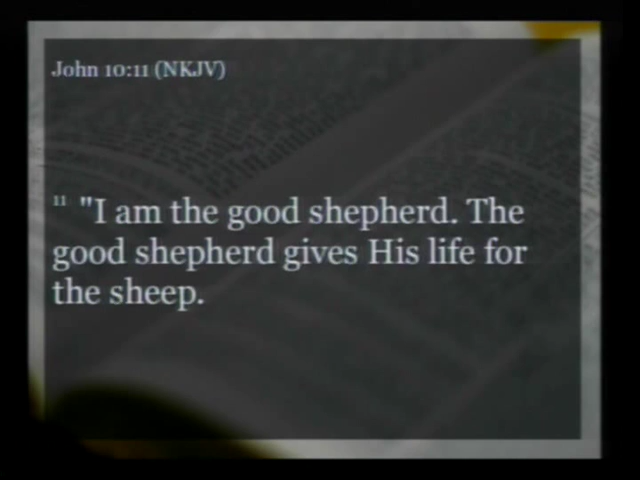 John 10:11 (NKJV)
11 "I am the good shepherd. The
good shepherd gives His life for
the sheep.